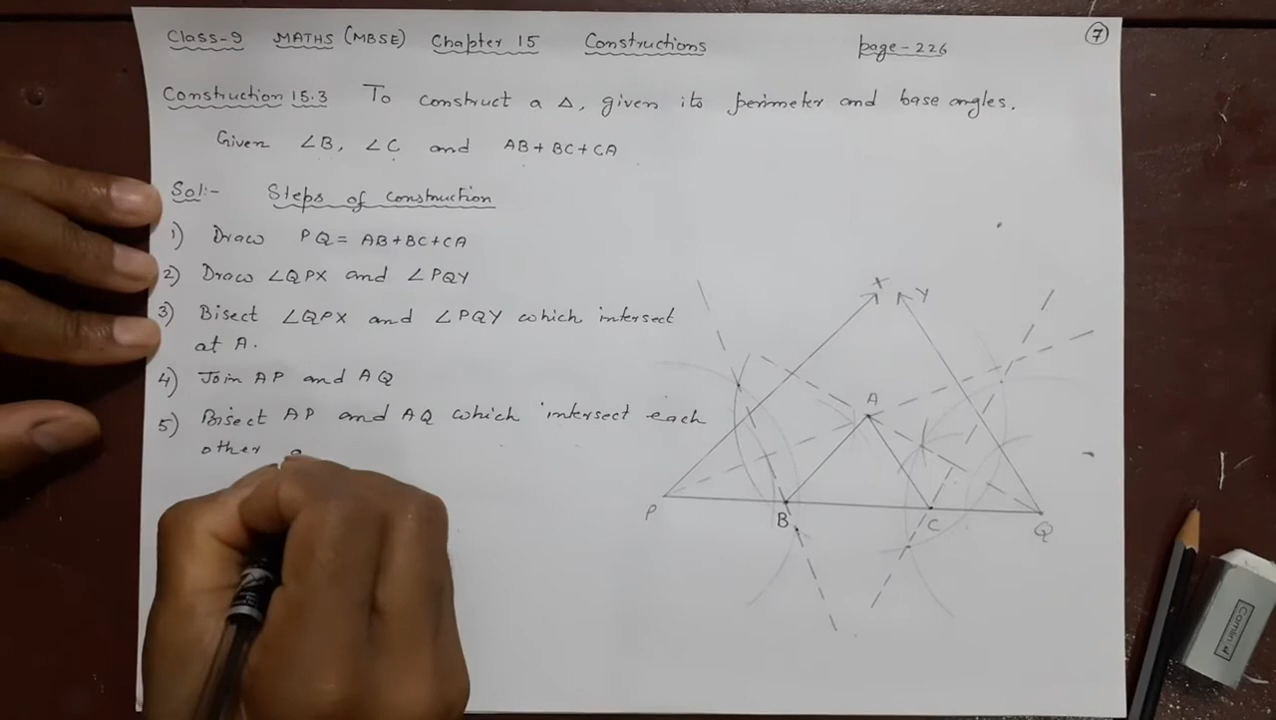 Class-9 MATHS (MBSE) Chapter 15 Constructions page-226 7
Construction 15.3 To construct a Δ, given its perimeter and base angles.
Given ∠B, ∠C and AB+BC+CA
Sol:- Steps of construction
1) Draw PQ = AB+BC+CA
2) Draw ∠QPX and ∠PQY
3) Bisect ∠QPX and ∠PQY which intersect
at A.
4) Join AP and AQ
5) Bisect AP and AQ which intersect each
other
X Y
A
P B C Q
Camlin